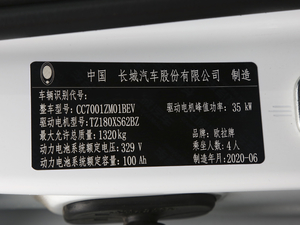 中国 长城汽车股份有限公司 制造
车辆识别代号:
整车型号: CC7001ZM01BEV
驱动电机峰值功率: 35 kW
驱动电机型号: TZ180XS62BZ
最大允许总质量: 1320kg
品牌: 欧拉牌
动力电池系统额定电压: 329 V
乘坐人数: 4人
动力电池系统额定容量: 100 Ah
制造年月: 2020-06